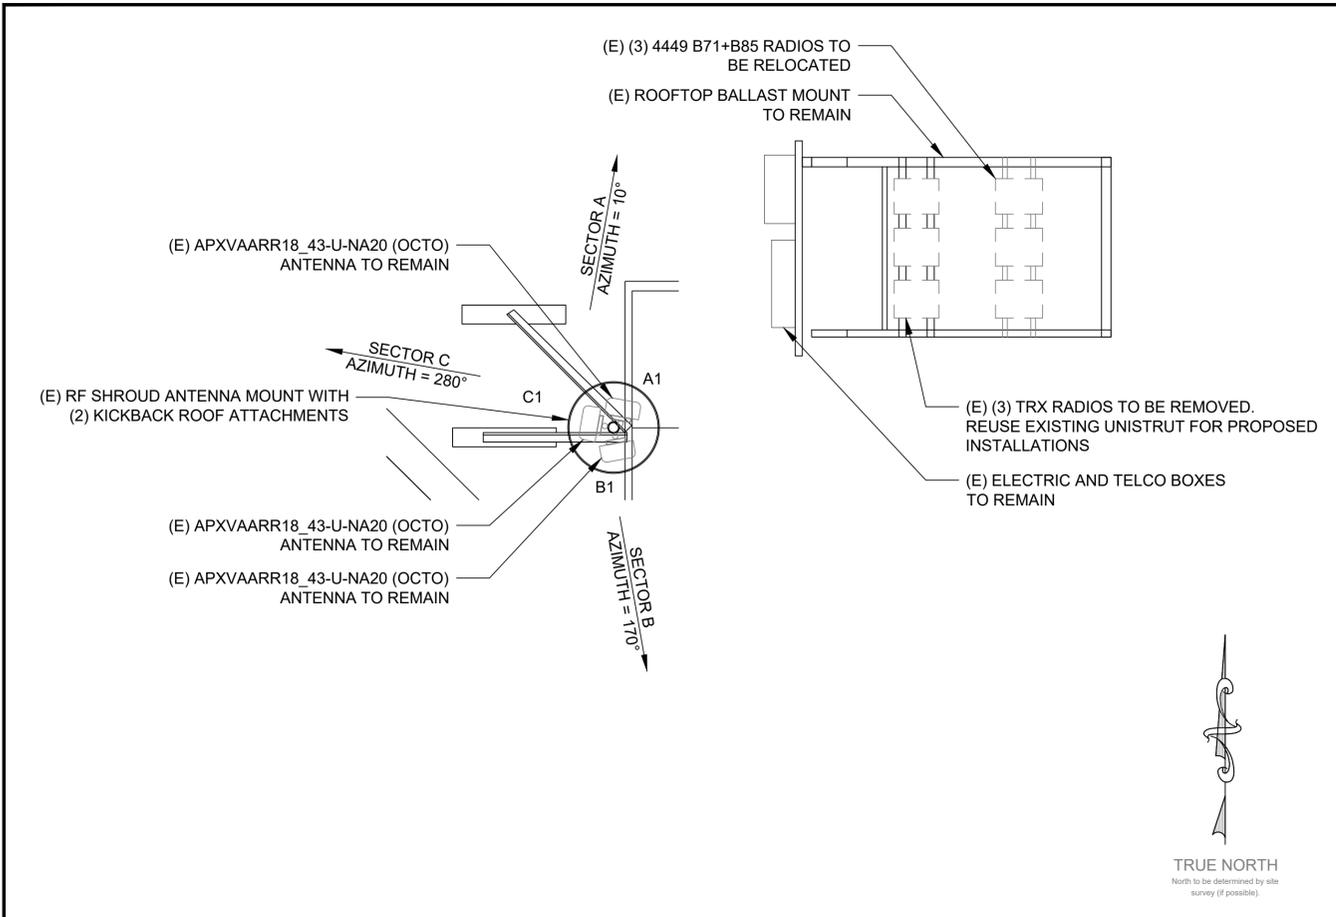 (E) (3) 4449 B71+B85 RADIOS TO
BE RELOCATED
(E) ROOFTOP BALLAST MOUNT
TO REMAIN
SECTOR A
AZIMUTH = 10°
(E) APXVAARR18_43-U-NA20 (OCTO)
ANTENNA TO REMAIN
SECTOR C
AZIMUTH = 280°
A1
C1
(E) RF SHROUD ANTENNA MOUNT WITH
(2) KICKBACK ROOF ATTACHMENTS
B1
(E) (3) TRX RADIOS TO BE REMOVED.
REUSE EXISTING UNISTRUT FOR PROPOSED
INSTALLATIONS
(E) ELECTRIC AND TELCO BOXES
TO REMAIN
(E) APXVAARR18_43-U-NA20 (OCTO)
ANTENNA TO REMAIN
(E) APXVAARR18_43-U-NA20 (OCTO)
ANTENNA TO REMAIN
SECTOR B
AZIMUTH = 170°
TRUE NORTH
North to be determined by site
survey (if possible).